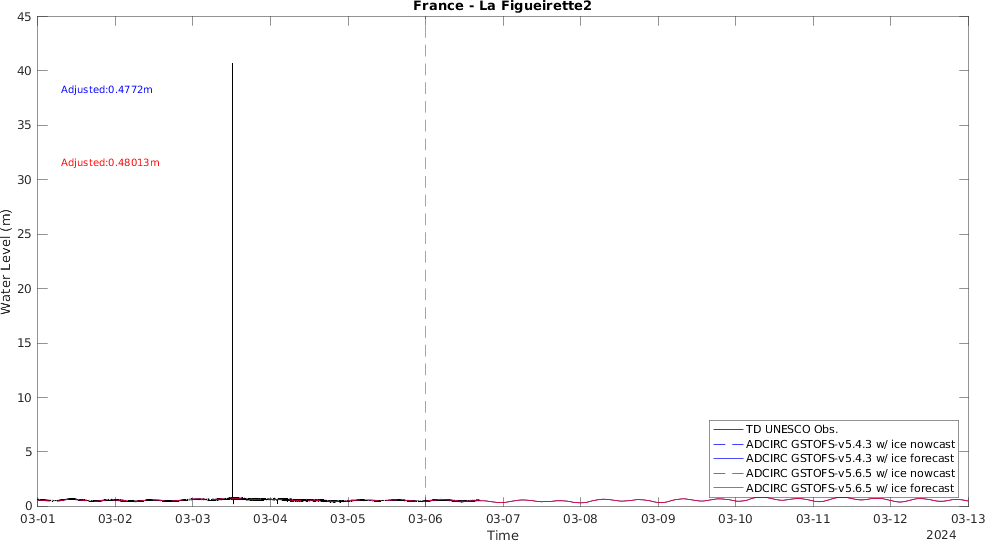 France - La Figueirette2
Water Level (m)
45
40
35
30
25
20
15
10
5
0
Adjusted:0.4772m
Adjusted:0.48013m
TD UNESCO Obs.
ADCIRC GSTOFS-v5.4.3 w/ ice nowcast
ADCIRC GSTOFS-v5.4.3 w/ ice forecast
ADCIRC GSTOFS-v5.6.5 w/ ice nowcast
ADCIRC GSTOFS-v5.6.5 w/ ice forecast
03-01 03-02 03-03 03-04 03-05 03-06 03-07 03-08 03-09 03-10 03-11 03-12 03-13
Time
2024